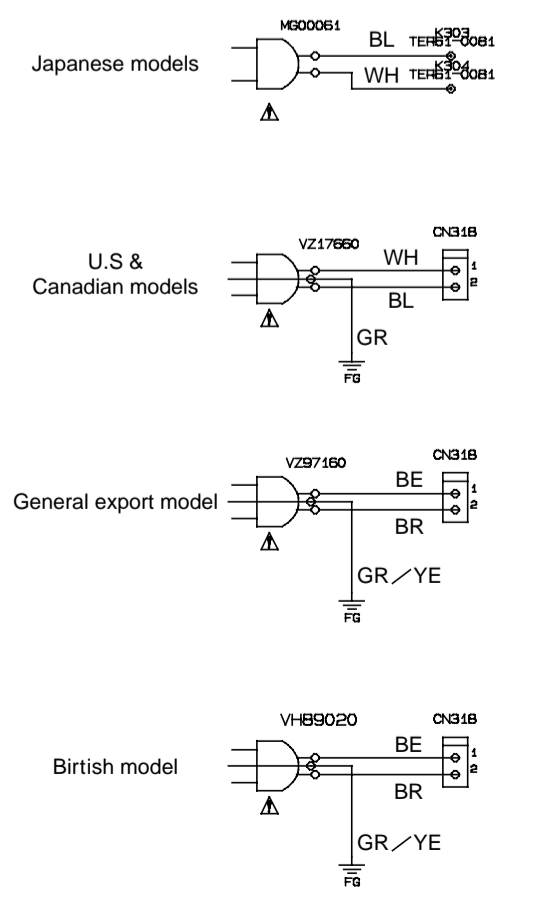 MG00061
Japanese models
BL
K303
TER61-0081
WH
K304
TER61-0081
VZ17660
CN318
U.S &
Canadian models
WH
1
2
BL
GR
FG
VZ97160
CN318
General export model
BE
1
2
BR
GR／YE
FG
VH89020
CN318
Birtish model
BE
1
2
BR
GR／YE
FG